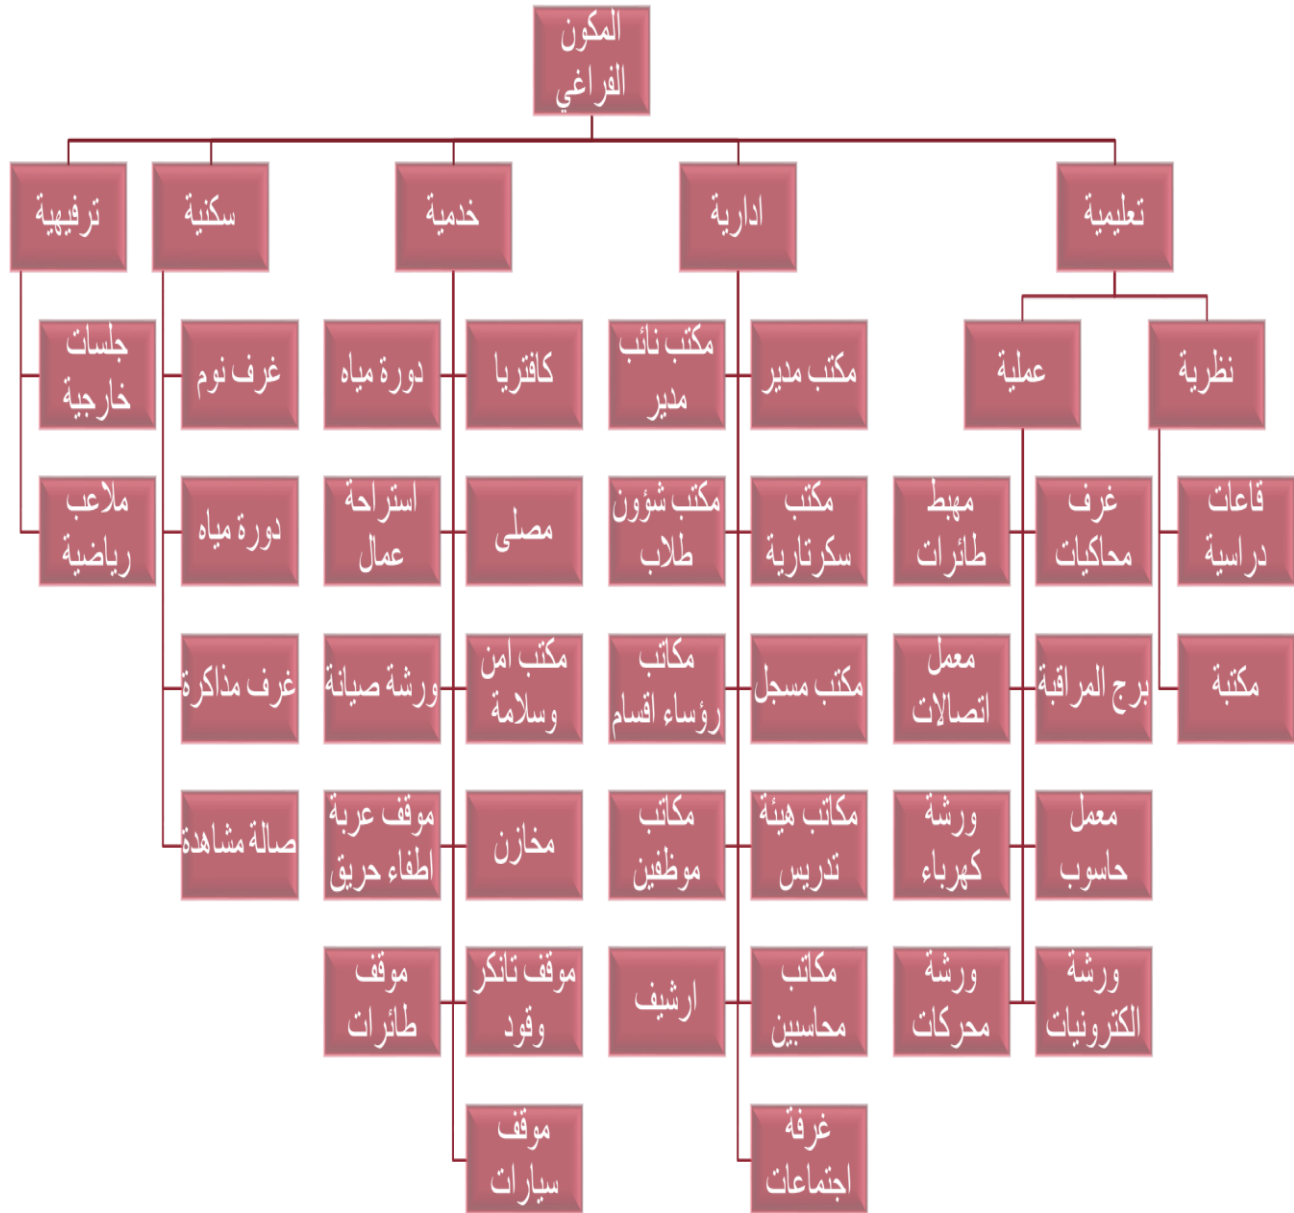 المكون
الفراغي
تعليمية
ادارية
خدمية
سكنية
ترفيهية
نظرية
عملية
مكتب مدير
مكتب نائب
مدير
كافتريا
دورة مياه
غرف نوم
جلسات
خارجية
قاعات
دراسية
غرف
محاكيات
مهبط
طائرات
مكتب
سكرتارية
مكتب شؤون
طلاب
مصلى
استراحة
عمال
دورة مياه
ملاعب
رياضية
مكتبة
برج المراقبة
معمل
اتصالات
مكتب مسجل
مكاتب
رؤساء اقسام
مكتب امن
وسلامة
ورشة صيانة
غرف مذاكرة
معمل
حاسوب
ورشة
كهرباء
مكاتب هيئة
تدريس
مكاتب
موظفين
مخازن
موقف عربة
اطفاء حريق
صالة مشاهدة
ورشة
الكترونيات
ورشة
محركات
مكاتب
محاسبين
ارشيف
موقف تانكر
وقود
موقف
طائرات
غرفة
اجتماعات
موقف
سيارات